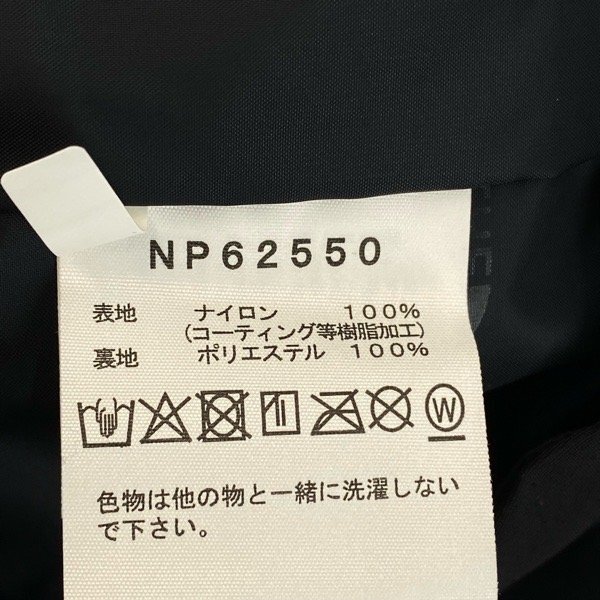 NP62550
表地 ナイロン 100%
(コーティング等樹脂加工)
裏地 ポリエステル 100%
W
色物は他の物と一緒に洗濯しない
で下さい。